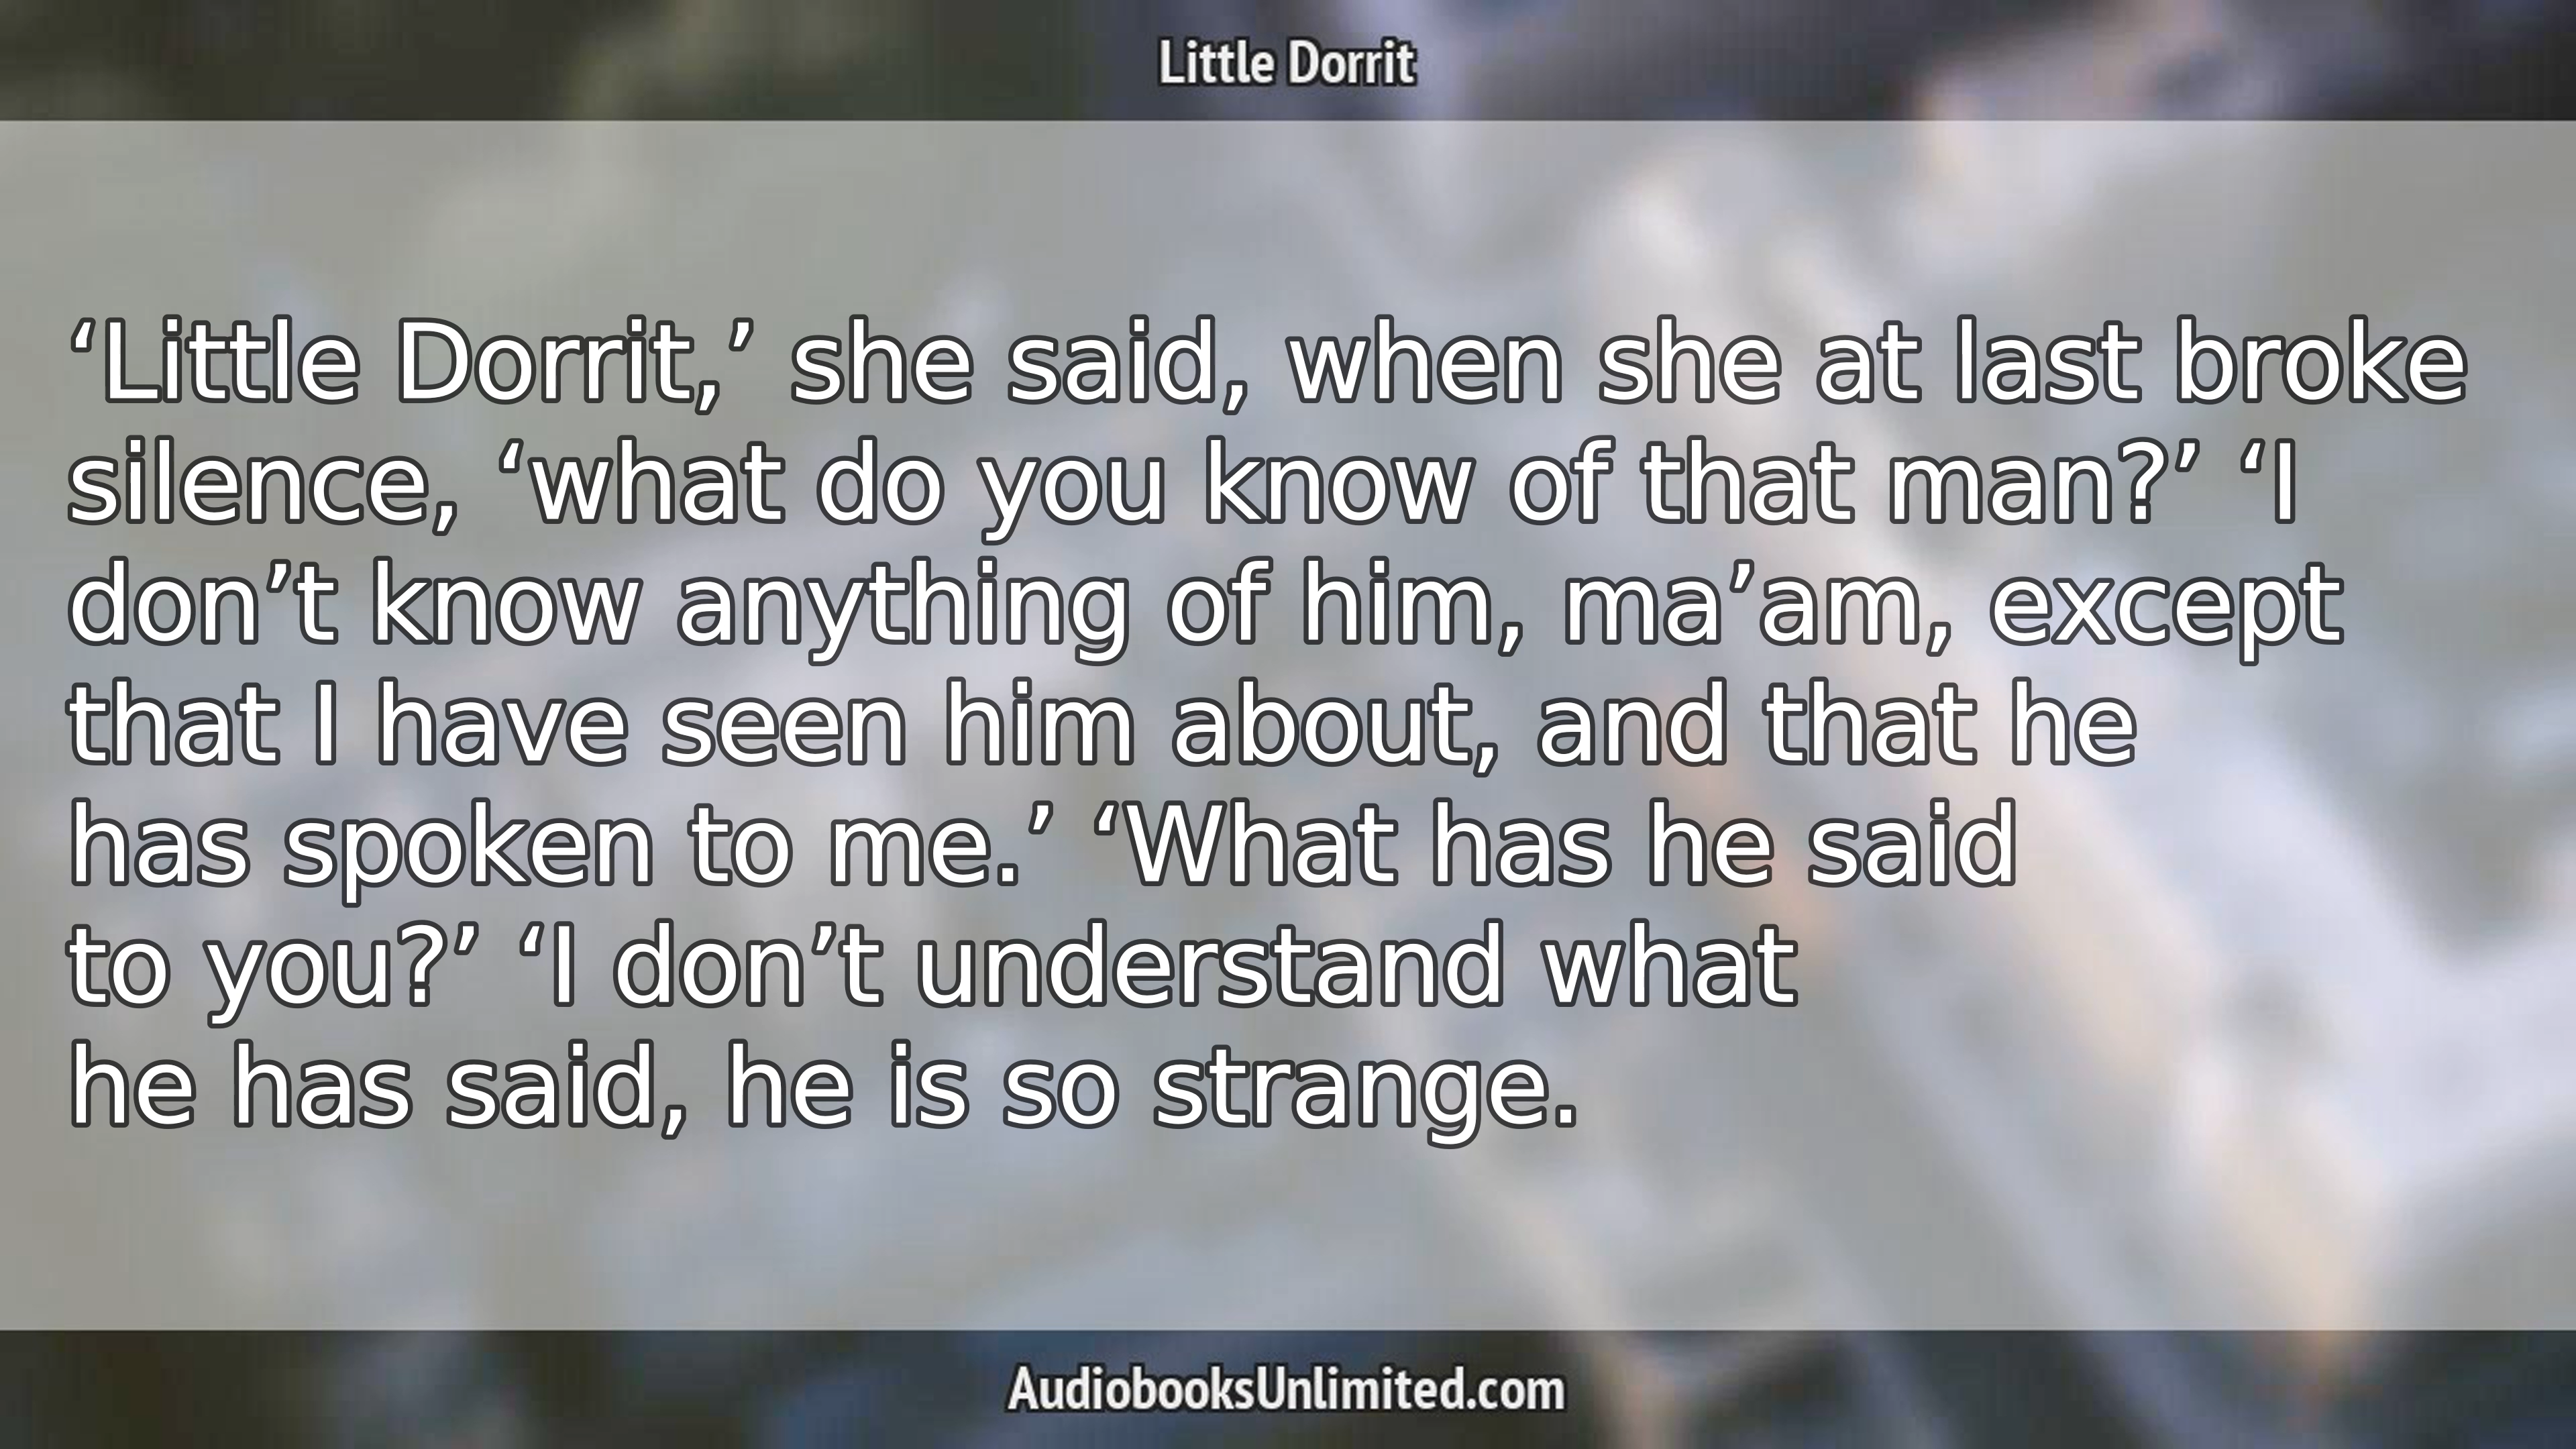 Little Dorrit
‘Little Dorrit,’ she said, when she at last broke
silence, ‘what do you know of that man?’ ‘I
don’t know anything of him, ma’am, except
that I have seen him about, and that he
has spoken to me.’ ‘What has he said
to you?’ ‘I don’t understand what
he has said, he is so strange.
AudiobooksUnlimited.com